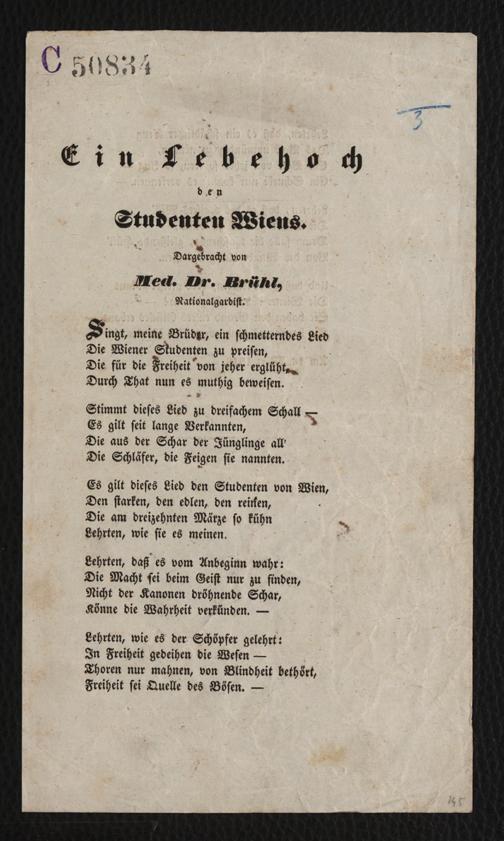 C 50834
3
Ein Lebehoch
den
Studenten Wiens.
Dargebracht von
Med. Dr. Brühl,
Nationalgardist.
Singt, meine Brüder, ein schmetterndes Lied
Die Wiener Studenten zu preisen,
Die für die Freiheit von jeher erglüht,
Durch That nun es muthig beweisen.
Stimmt dieses Lied zu dreifachem Schall —
Es gilt seit lange Verkannten,
Die aus der Schar der Jünglinge all'
Die Schläfer, die Feigen sie nannten.
Es gilt dieses Lied den Studenten von Wien,
Den starken, den edlen, den reinen,
Die am dreizehnten Märze so kühn
Lehrten, wie sie es meinen.
Lehrten, daß es vom Anbeginn wahr:
Die Macht sei beim Geist nur zu finden,
Nicht der Kanonen dröhnende Schar,
Könne die Wahrheit verkünden. —
Lehrten, wie es der Schöpfer gelehrt:
In Freiheit gedeihen die Wesen —
Thoren nur mahnen, von Blindheit bethört,
Freiheit sei Quelle des Bösen. —